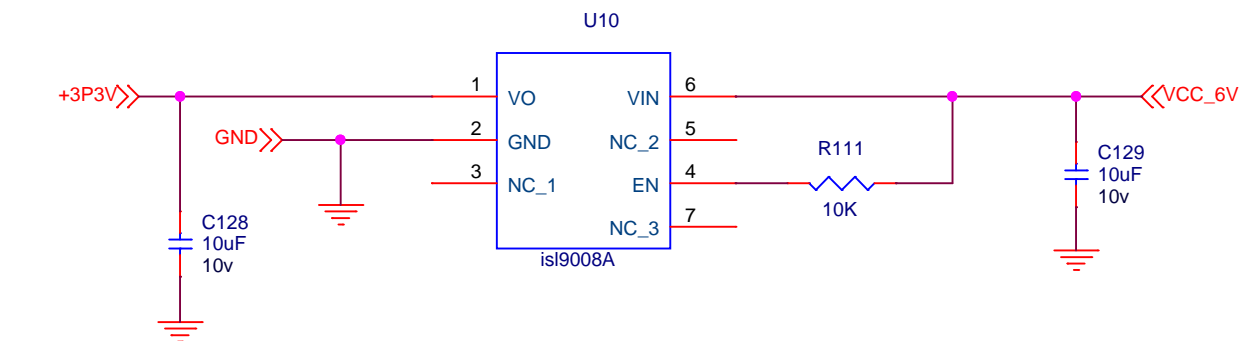 U10
+3P3V
1
VO
VIN
6
VCC_6V
GND
2
GND
NC_2
5
R111
C129
10uF
10v
3
NC_1
EN
4
10K
C128
10uF
10v
NC_3
7
isl9008A